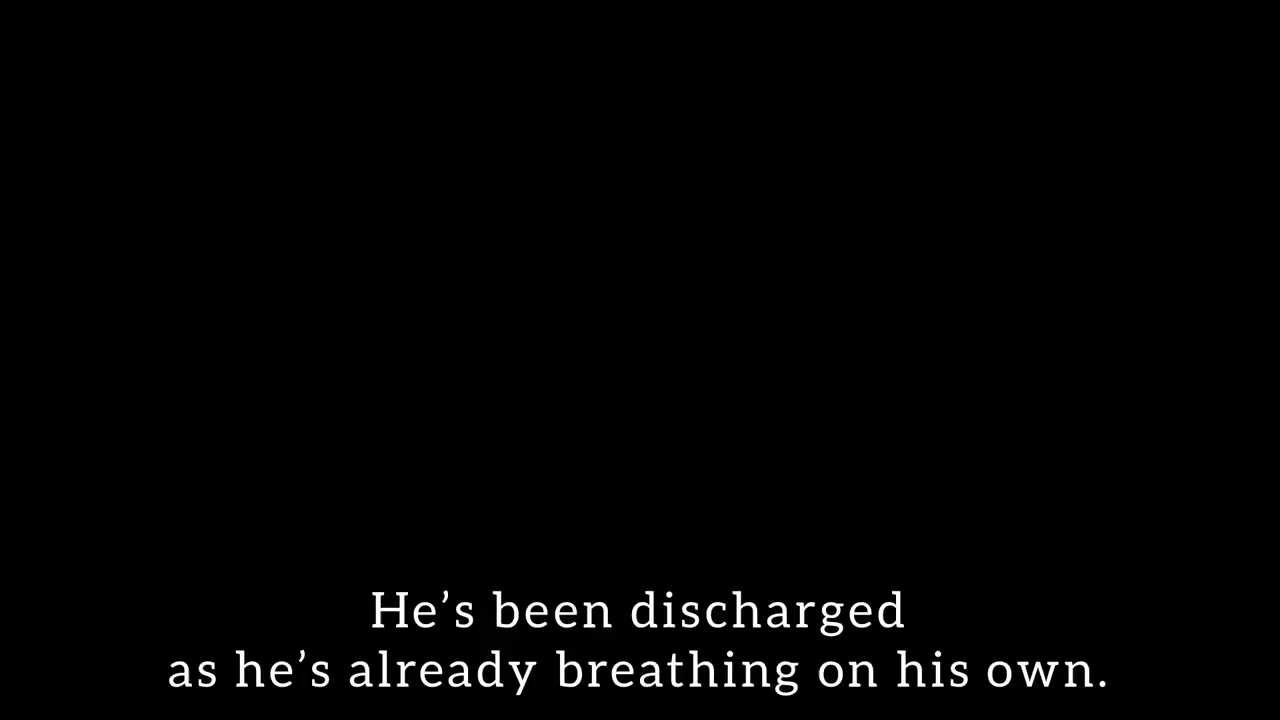 He’s been discharged
as he’s already breathing on his own.